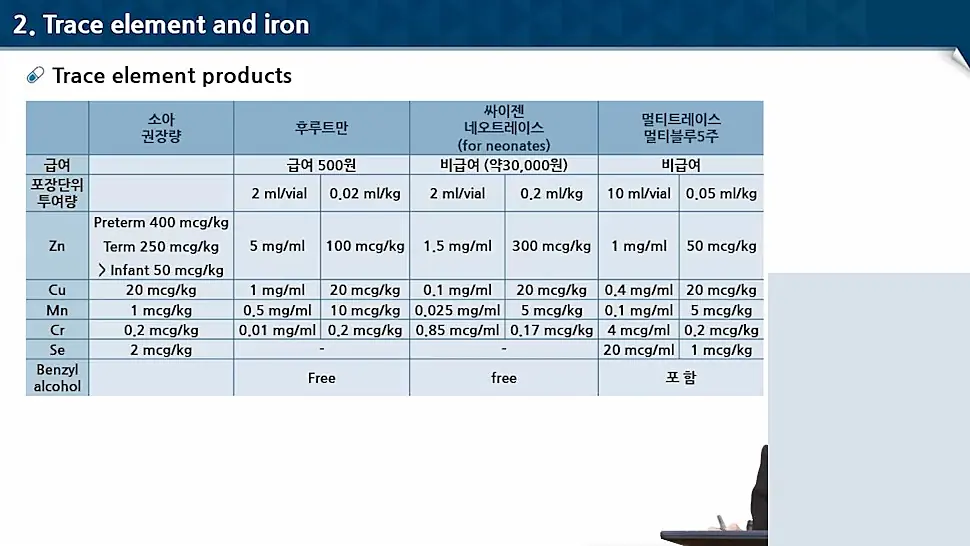 2. Trace element and iron
Trace element products
소아
권장량
후루트만
싸이젠
네오트레이스
(for neonates)
멀티트레이스
멀티블루5주
급여
급여 500원
비급여 (약30,000원)
비급여
포장단위
투여량
2 ml/vial
0.02 ml/kg
2 ml/vial
0.2 ml/kg
10 ml/vial
0.05 ml/kg
Zn
Preterm 400 mcg/kg
Term 250 mcg/kg
> Infant 50 mcg/kg
5 mg/ml
100 mcg/kg
1.5 mg/ml
300 mcg/kg
1 mg/ml
50 mcg/kg
Cu
20 mcg/kg
1 mg/ml
20 mcg/kg
0.1 mg/ml
20 mcg/kg
0.4 mg/ml
20 mcg/kg
Mn
1 mcg/kg
0.5 mg/ml
10 mcg/kg
0.025 mg/ml
5 mcg/kg
0.1 mg/ml
5 mcg/kg
Cr
0.2 mcg/kg
0.01 mg/ml
0.2 mcg/kg
0.85 mcg/ml
0.17 mcg/kg
4 mcg/ml
0.2 mcg/kg
Se
2 mcg/kg
-
-
20 mcg/ml
1 mcg/kg
Benzyl
alcohol
Free
free
포 함